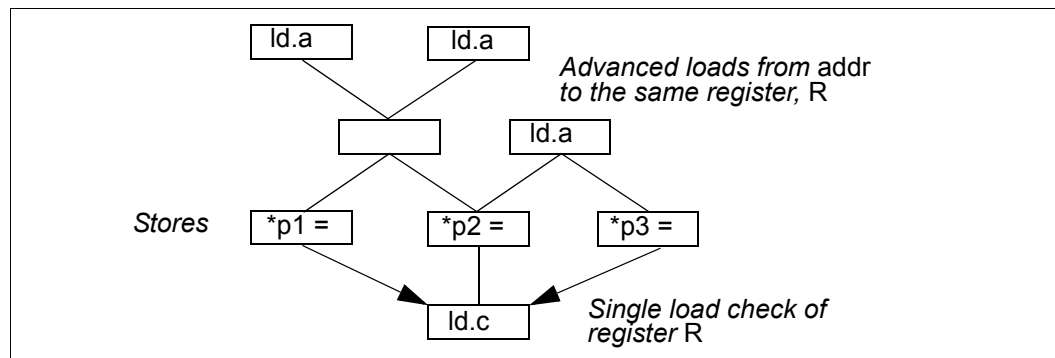 ld.a
ld.a
Advanced loads from addr
to the same register, R
ld.a
Stores
*p1 =
*p2 =
*p3 =
ld.c
Single load check of
register R